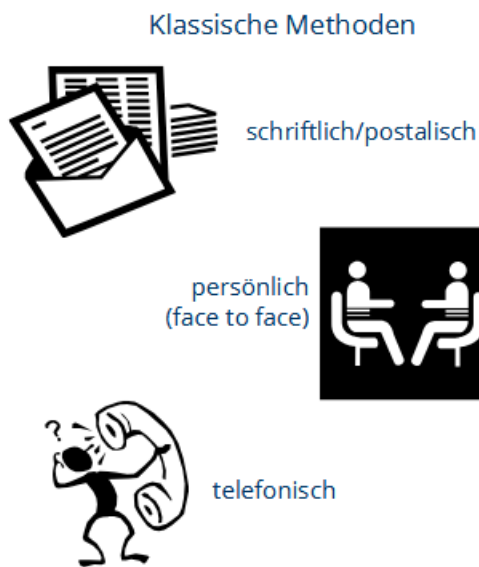 Klassische Methoden
schriftlich/postalisch
persönlich
(face to face)
?
telefonisch